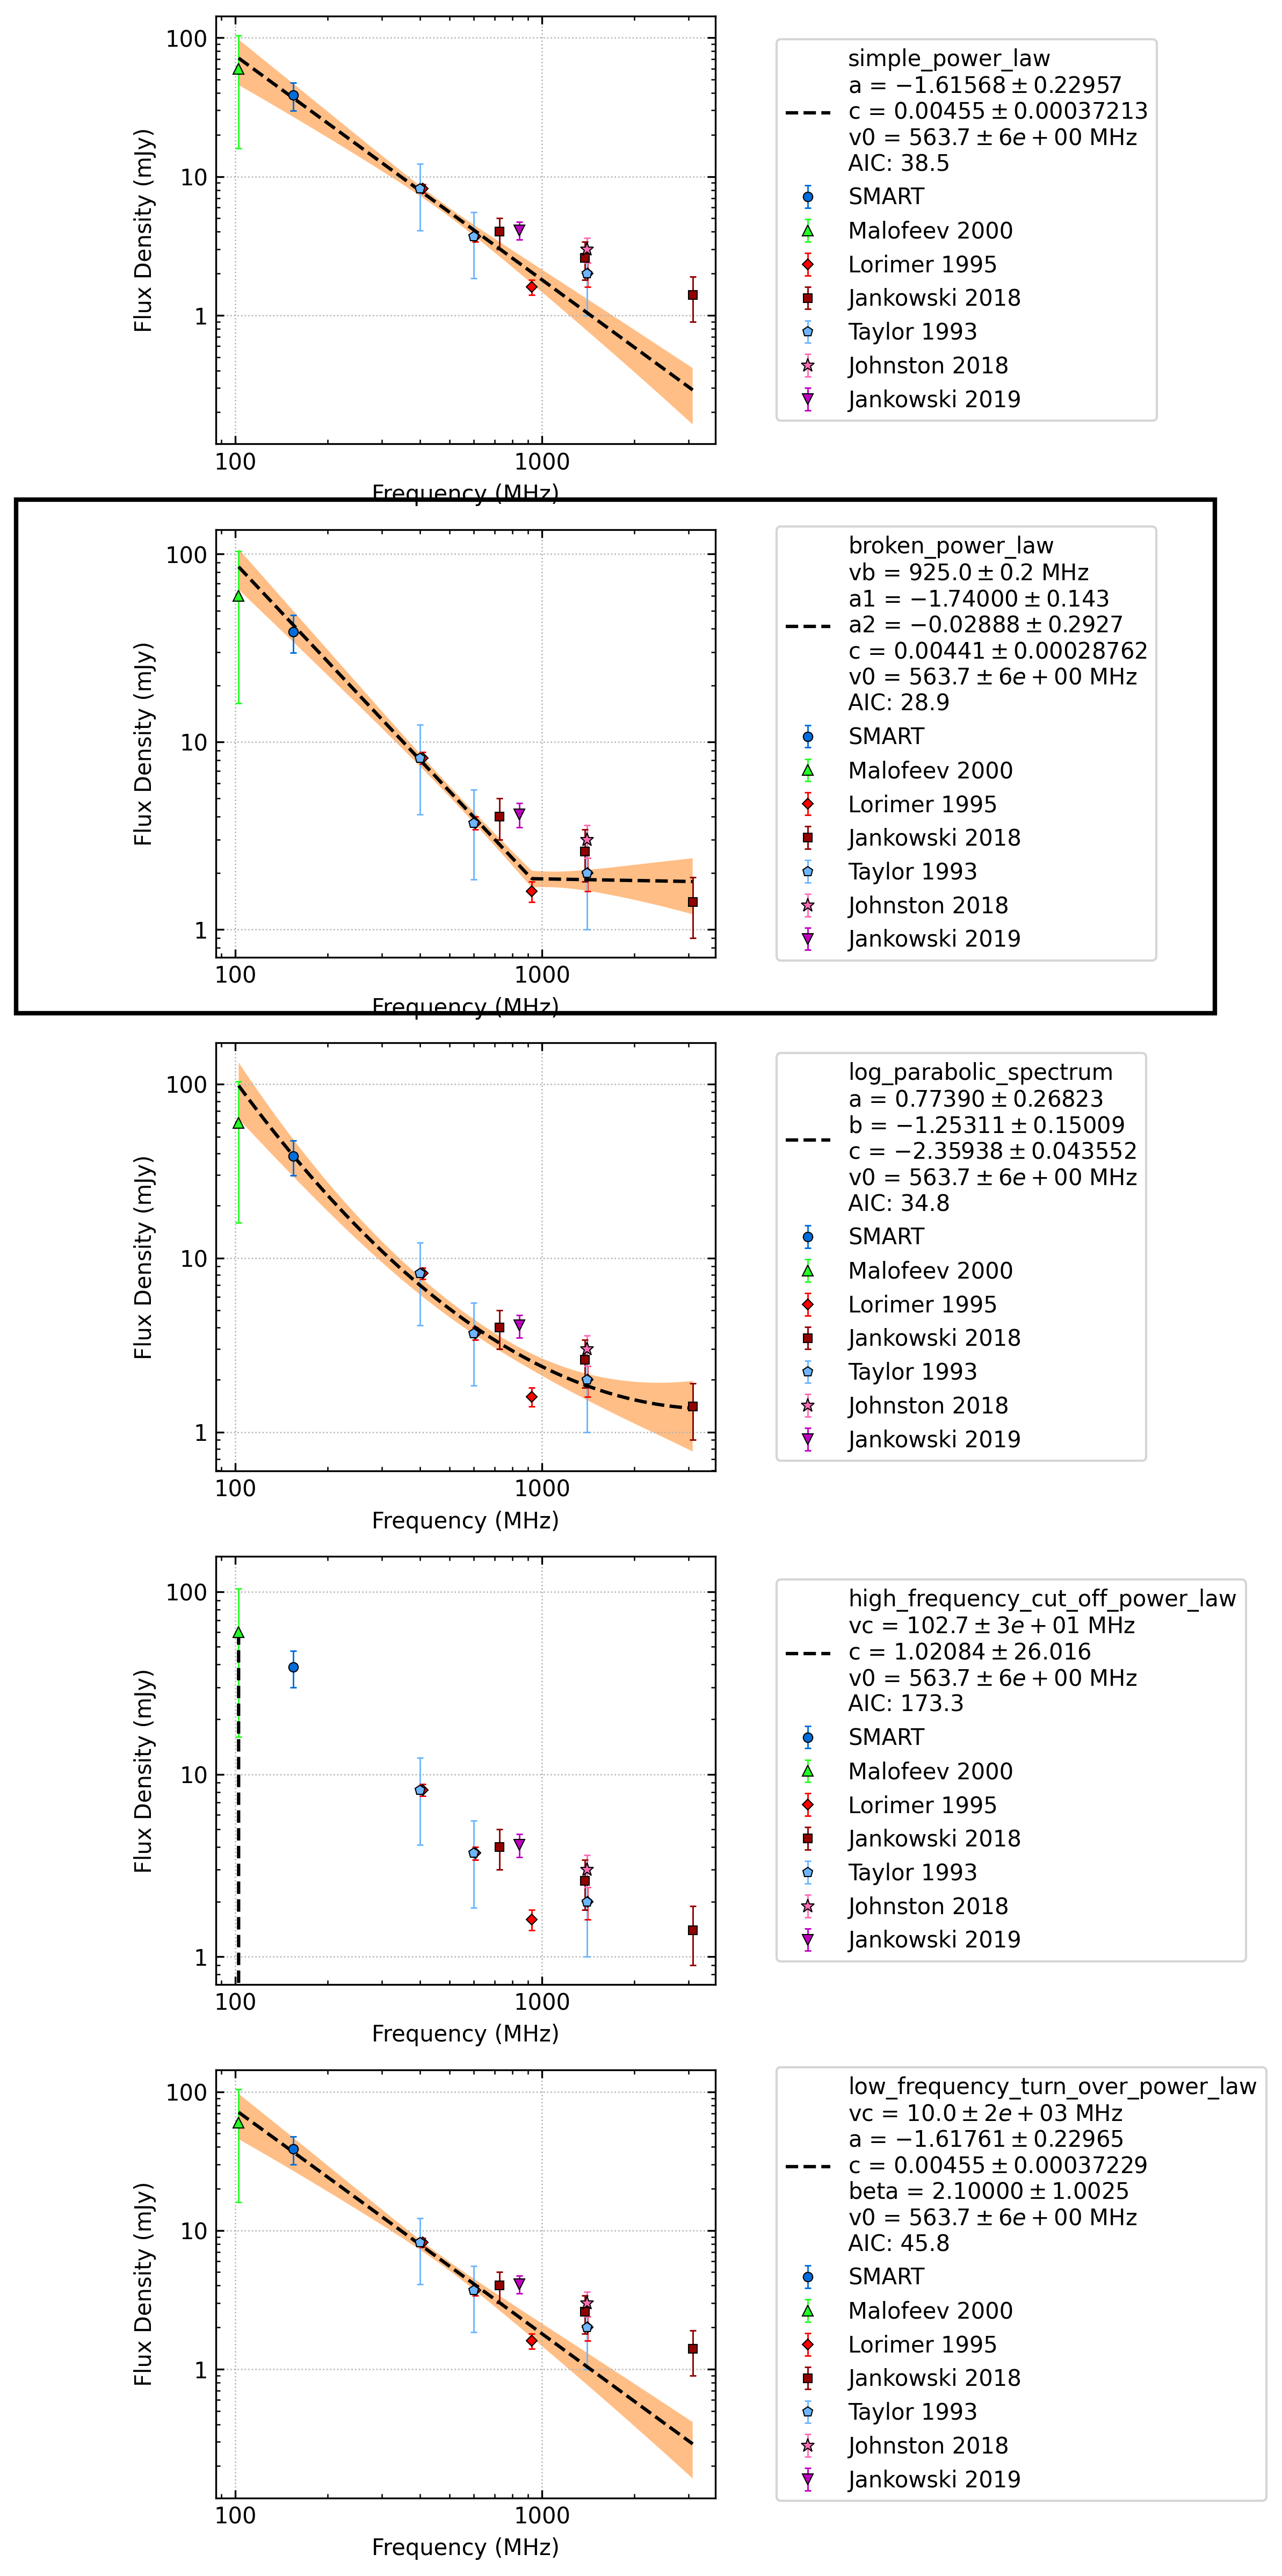 100
10
1
Flux Density (mJy)
100
1000
Frequency (MHz)
simple_power_law
a = −1.61568 ± 0.22957
c = 0.00455 ± 0.00037213
v0 = 563.7 ± 6e + 00 MHz
AIC: 38.5
SMART
Malofeev 2000
Lorimer 1995
Jankowski 2018
Taylor 1993
Johnston 2018
Jankowski 2019
100
10
1
Flux Density (mJy)
100
1000
Frequency (MHz)
broken_power_law
vb = 925.0 ± 0.2 MHz
a1 = −1.74000 ± 0.143
a2 = −0.02888 ± 0.2927
c = 0.00441 ± 0.00028762
v0 = 563.7 ± 6e + 00 MHz
AIC: 28.9
SMART
Malofeev 2000
Lorimer 1995
Jankowski 2018
Taylor 1993
Johnston 2018
Jankowski 2019
100
10
1
Flux Density (mJy)
100
1000
Frequency (MHz)
log_parabolic_spectrum
a = 0.77390 ± 0.26823
b = −1.25311 ± 0.15009
c = −2.35938 ± 0.043552
v0 = 563.7 ± 6e + 00 MHz
AIC: 34.8
SMART
Malofeev 2000
Lorimer 1995
Jankowski 2018
Taylor 1993
Johnston 2018
Jankowski 2019
100
10
1
Flux Density (mJy)
100
1000
Frequency (MHz)
high_frequency_cut_off_power_law
vc = 102.7 ± 3e + 01 MHz
c = 1.02084 ± 26.016
v0 = 563.7 ± 6e + 00 MHz
AIC: 173.3
SMART
Malofeev 2000
Lorimer 1995
Jankowski 2018
Taylor 1993
Johnston 2018
Jankowski 2019
100
10
1
Flux Density (mJy)
100
1000
Frequency (MHz)
low_frequency_turn_over_power_law
vc = 10.0 ± 2e + 03 MHz
a = −1.61761 ± 0.22965
c = 0.00455 ± 0.00037229
beta = 2.10000 ± 1.0025
v0 = 563.7 ± 6e + 00 MHz
AIC: 45.8
SMART
Malofeev 2000
Lorimer 1995
Jankowski 2018
Taylor 1993
Johnston 2018
Jankowski 2019